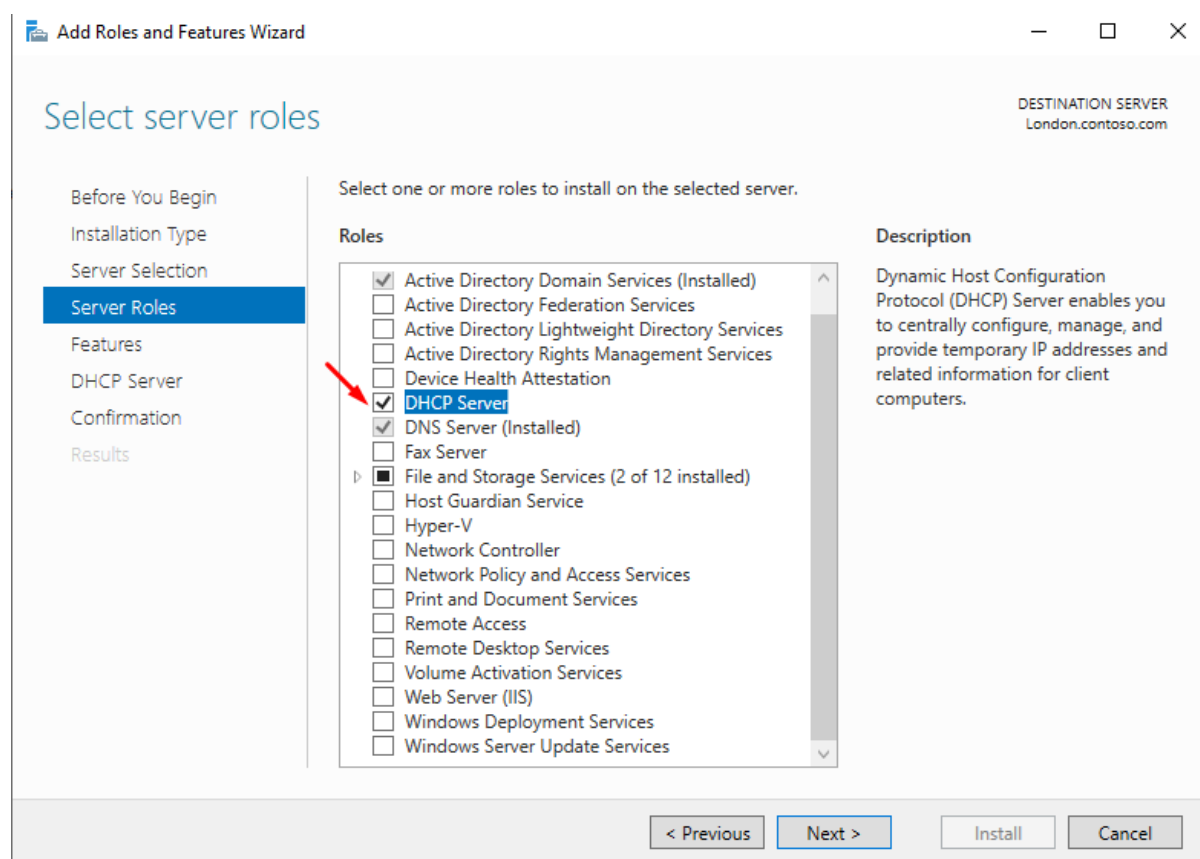 Add Roles and Features Wizard
Select server roles
DESTINATION SERVER
London.contoso.com
Before You Begin
Installation Type
Server Selection
Server Roles
Features
DHCP Server
Confirmation
Results
Select one or more roles to install on the selected server.
Roles
Active Directory Domain Services (Installed)
Active Directory Federation Services
Active Directory Lightweight Directory Services
Active Directory Rights Management Services
Device Health Attestation
DHCP Server
DNS Server (Installed)
Fax Server
File and Storage Services (2 of 12 installed)
Host Guardian Service
Hyper-V
Network Controller
Network Policy and Access Services
Print and Document Services
Remote Access
Remote Desktop Services
Volume Activation Services
Web Server (IIS)
Windows Deployment Services
Windows Server Update Services
Description
Dynamic Host Configuration
Protocol (DHCP) Server enables you
to centrally configure, manage, and
provide temporary IP addresses and
related information for client
computers.
< Previous
Next >
Install
Cancel